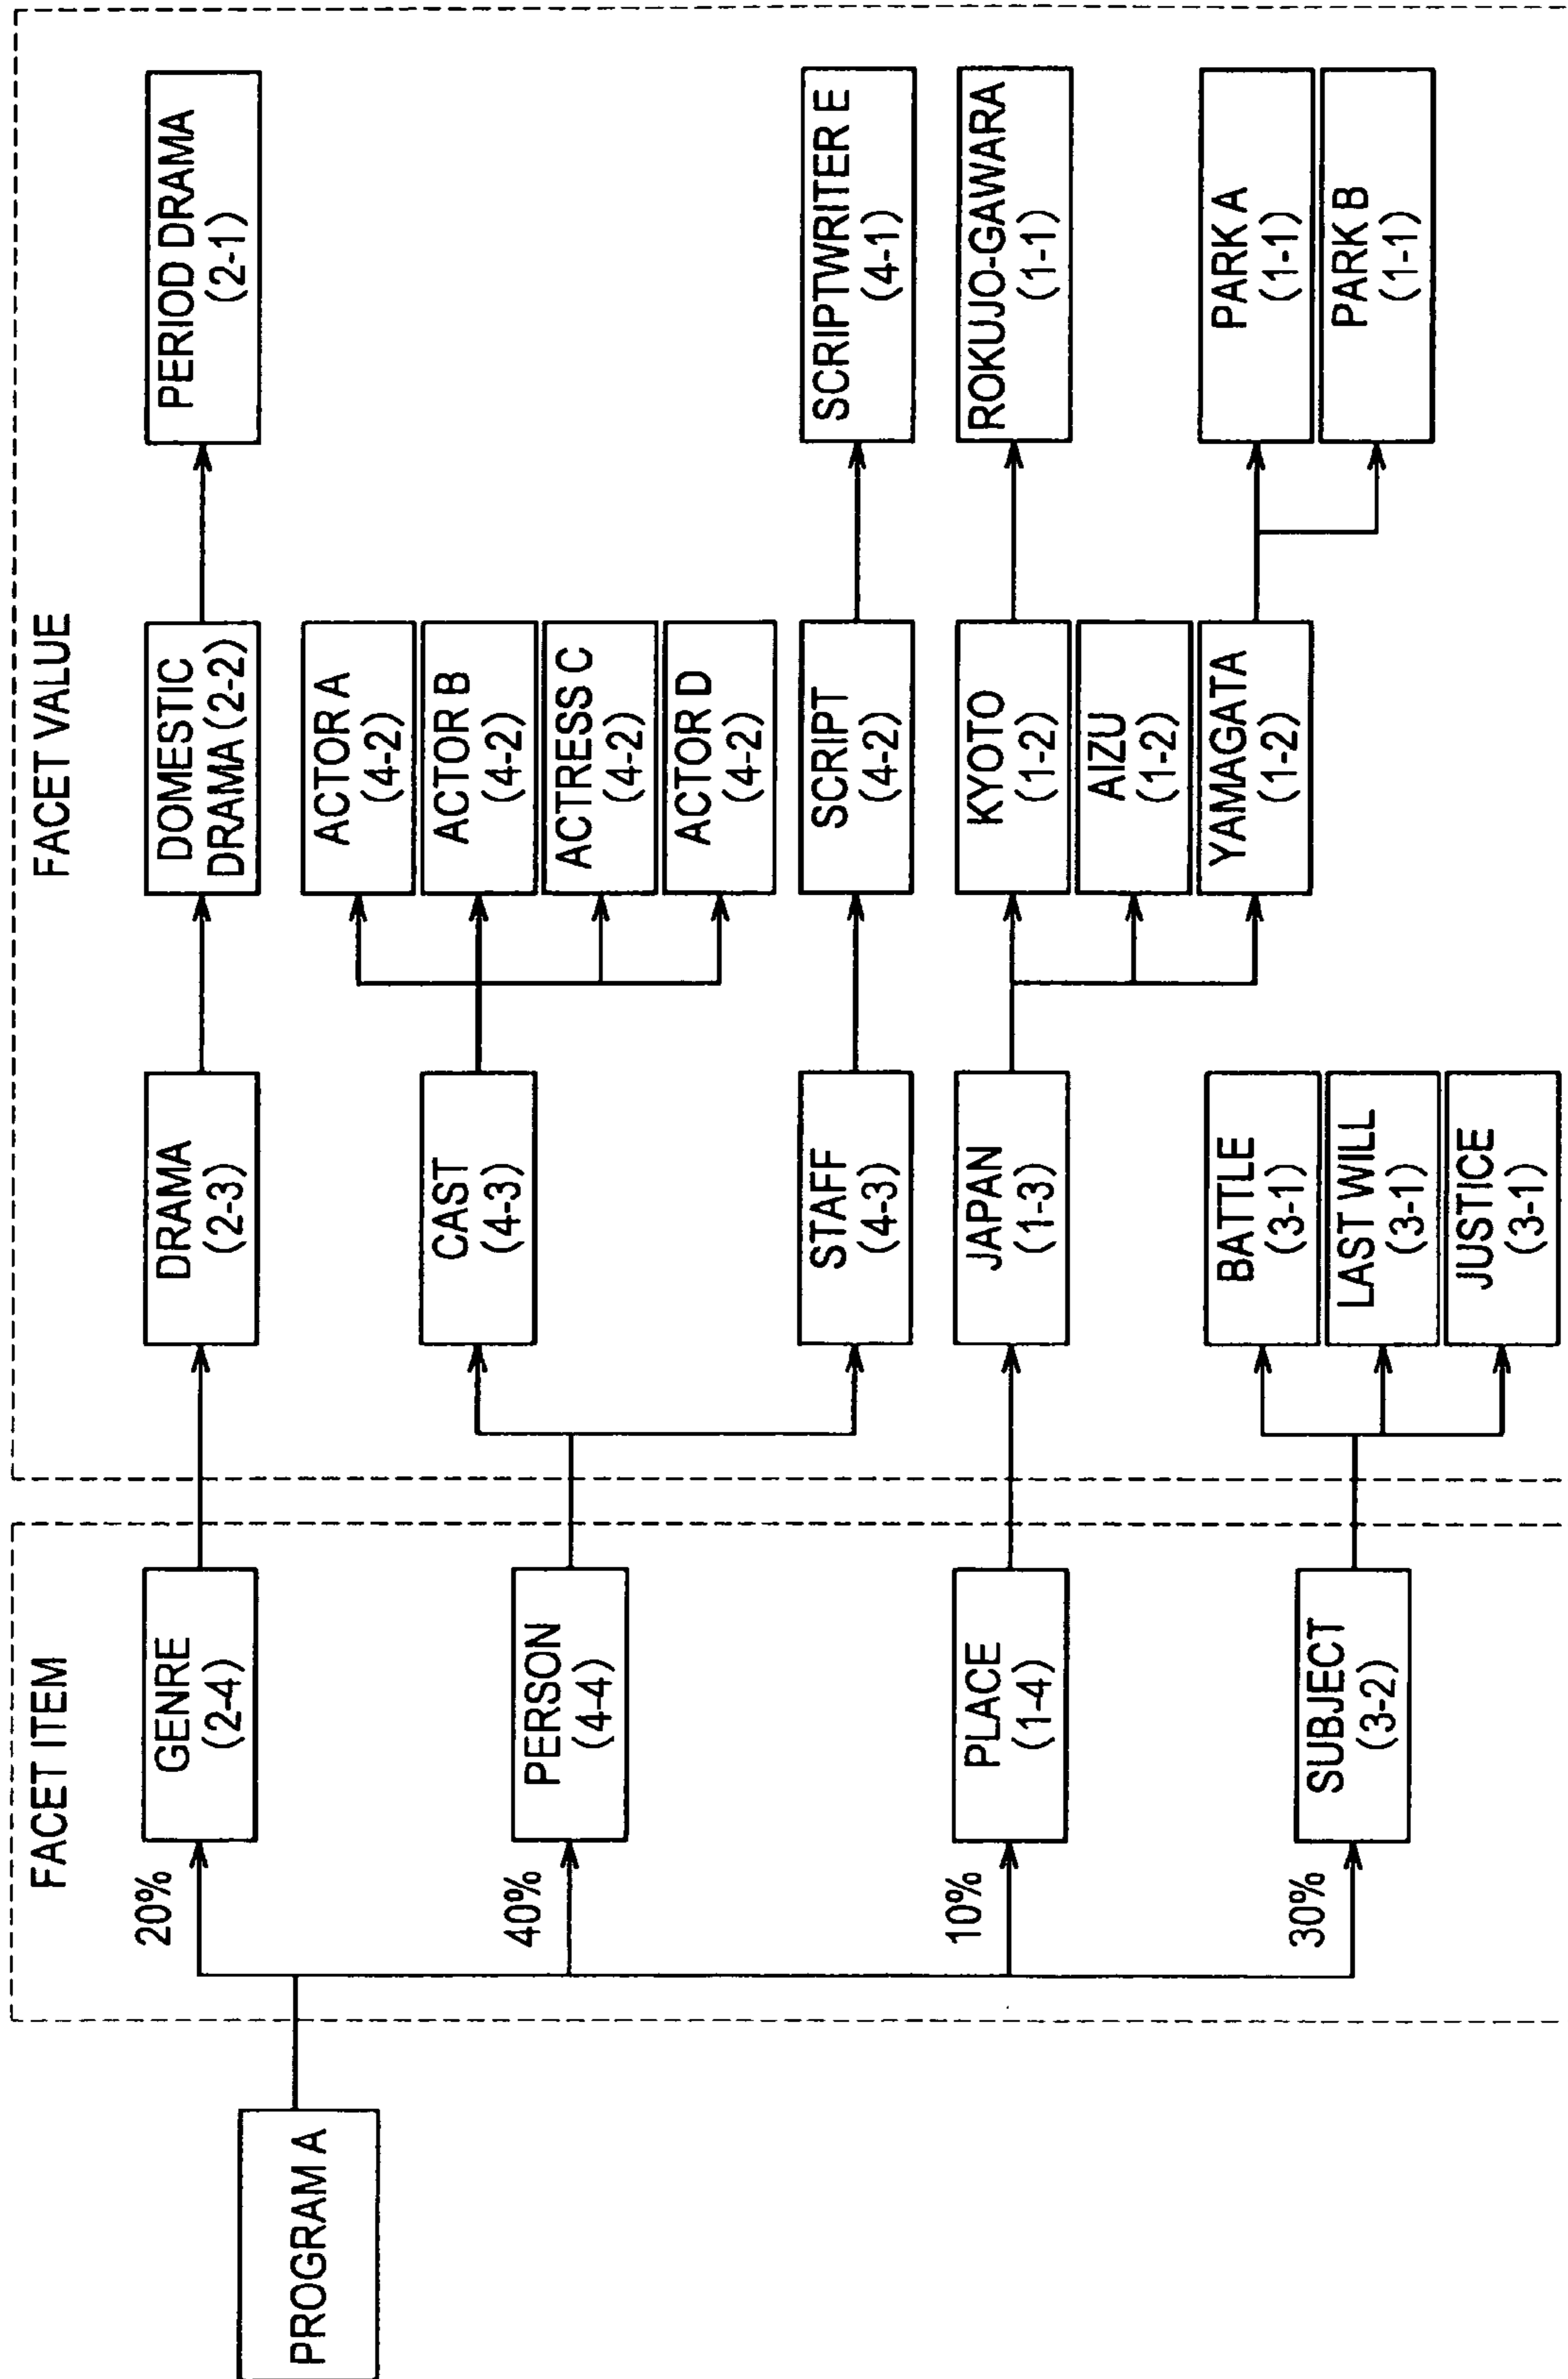 FACET ITEM
FACET VALUE
PROGRAM A
20%
GENRE
(2-4)
DRAMA
(2-3)
DOMESTIC
DRAMA(2-2)
PERIOD DRAMA
(2-1)
40%
PERSON
(4-4)
CAST
(4-3)
ACTOR A
(4-2)
ACTOR B
(4-2)
ACTRESS C
(4-2)
ACTOR D
(4-2)
STAFF
(4-3)
SCRIPT
(4-2)
SCRIPTWRITER E
(4-1)
10%
PLACE
(1-4)
JAPAN
(1-3)
KYOTO
(1-2)
ROKUJO-GAWARA
(1-1)
AIZU
(1-2)
YAMAGATA
(1-2)
PARK A
(1-1)
PARK B
(1-1)
30%
SUBJECT
(3-2)
BATTLE
(3-1)
LAST WILL
(3-1)
JUSTICE
(3-1)